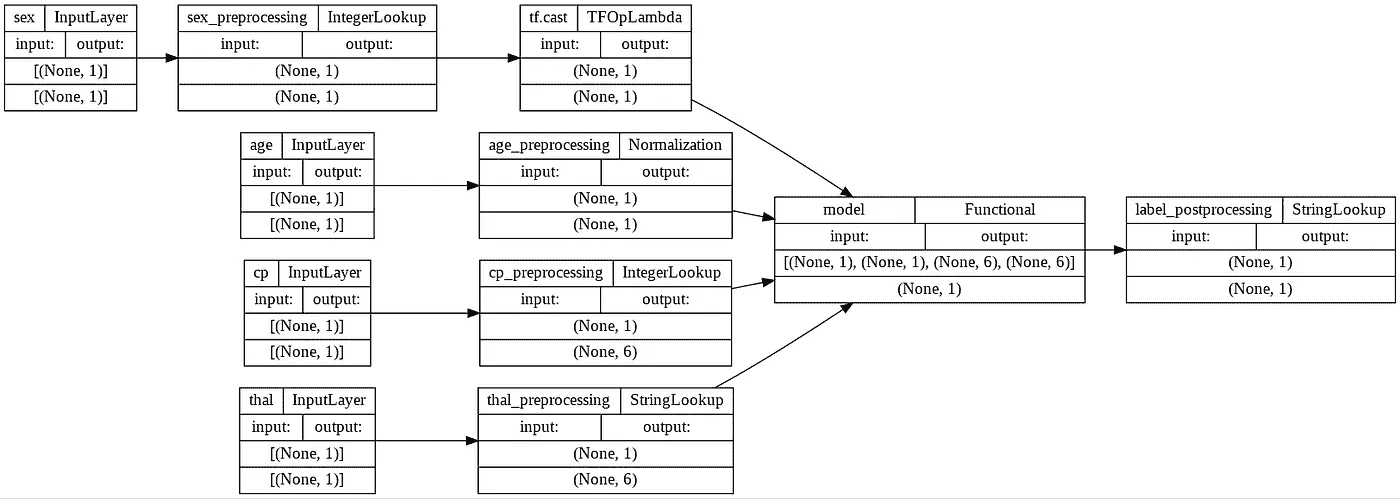 sex InputLayer
input: output:
[(None, 1)]
[(None, 1)]
sex_preprocessing IntegerLookup
input: output:
(None, 1)
(None, 1)
tf.cast TFOpLambda
input: output:
(None, 1)
(None, 1)
age InputLayer
input: output:
[(None, 1)]
[(None, 1)]
age_preprocessing Normalization
input: output:
(None, 1)
(None, 1)
cp InputLayer
input: output:
[(None, 1)]
[(None, 1)]
cp_preprocessing IntegerLookup
input: output:
(None, 1)
(None, 6)
thal InputLayer
input: output:
[(None, 1)]
[(None, 1)]
thal_preprocessing StringLookup
input: output:
(None, 1)
(None, 6)
model Functional
input: output:
[(None, 1), (None, 1), (None, 6), (None, 6)]
(None, 1)
label_postprocessing StringLookup
input: output:
(None, 1)
(None, 1)